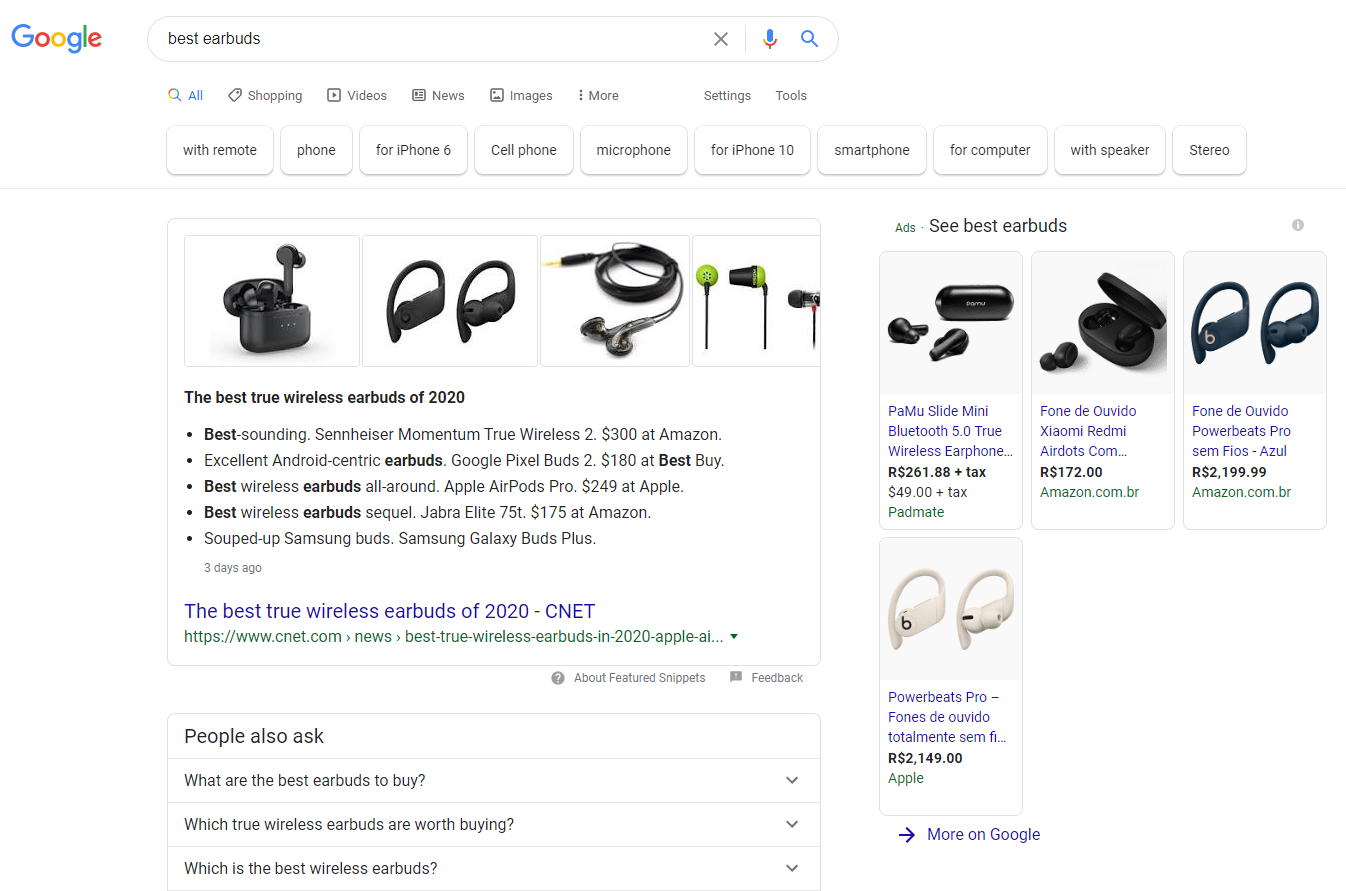 Google
best earbuds
All
Shopping
Videos
News
Images
More
Settings
Tools
with remote
phone
for iPhone 6
Cell phone
microphone
for iPhone 10
smartphone
for computer
with speaker
Stereo
The best true wireless earbuds of 2020
Best-sounding. Sennheiser Momentum True Wireless 2. $300 at Amazon.
Excellent Android-centric earbuds. Google Pixel Buds 2. $180 at Best Buy.
Best wireless earbuds all-around. Apple AirPods Pro. $249 at Apple.
Best wireless earbuds sequel. Jabra Elite 75t. $175 at Amazon.
Souped-up Samsung buds. Samsung Galaxy Buds Plus.
3 days ago
The best true wireless earbuds of 2020 - CNET
https://www.cnet.com › news › best-true-wireless-earbuds-in-2020-apple-ai...
About Featured Snippets
Feedback
People also ask
What are the best earbuds to buy?
Which true wireless earbuds are worth buying?
Which is the best wireless earbuds?
Ads · See best earbuds
PaMu
PaMu Slide Mini
Bluetooth 5.0 True
Wireless Earphone...
R$261.88 + tax
$49.00 + tax
Padmate
Fone de Ouvido
Xiaomi Redmi
Airdots Com...
R$172.00
Amazon.com.br
Fone de Ouvido
Powerbeats Pro
sem Fios - Azul
R$2,199.99
Amazon.com.br
Powerbeats Pro –
Fones de ouvido
totalmente sem fi...
R$2,149.00
Apple
More on Google